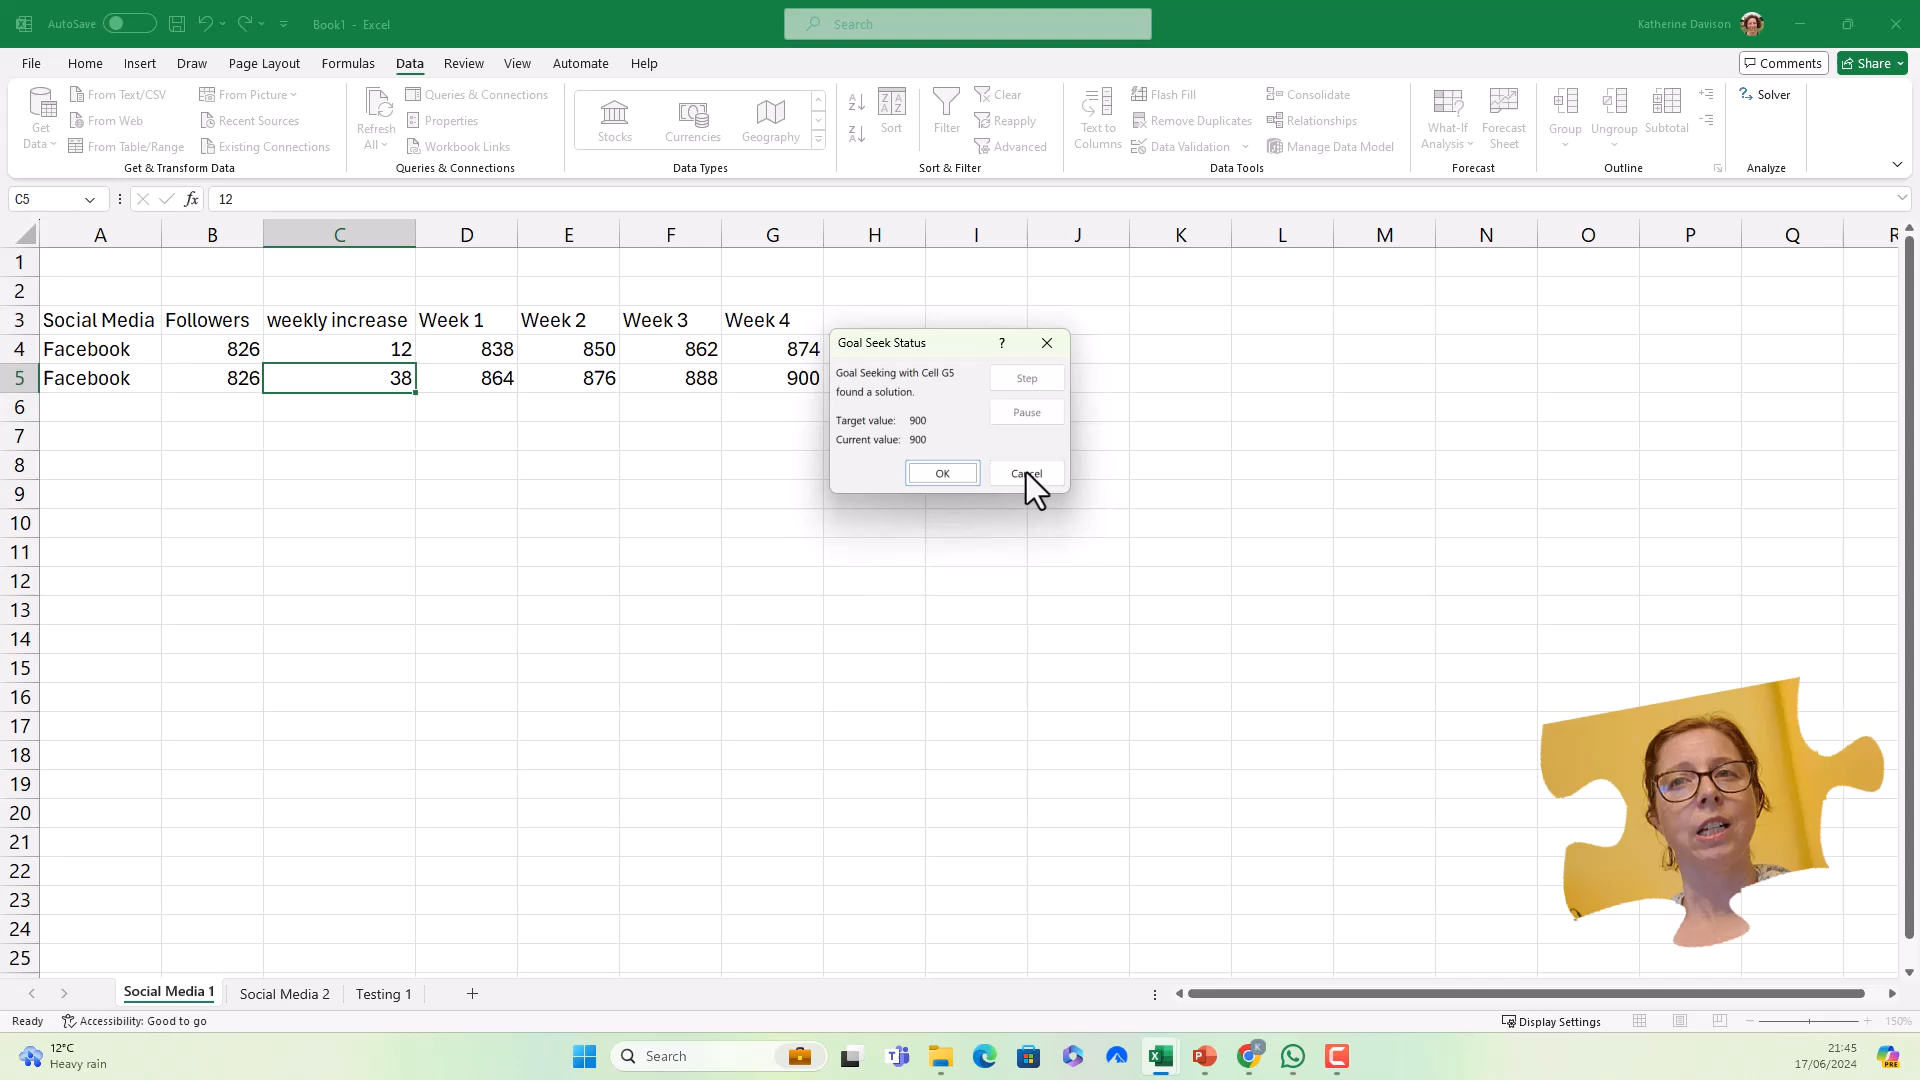 AutoSave Book1 - Excel Search Katherine Davison
File Home Insert Draw Page Layout Formulas Data Review View Automate Help Comments Share
Get Data From Text/CSV From Picture Refresh All Queries & Connections Stocks Currencies Geography Sort Filter Clear Text to Columns Flash Fill Consolidate What-If Analysis Forecast Sheet Group Ungroup Subtotal Solver
From Web Recent Sources Properties Reapply Remove Duplicates Relationships
From Table/Range Existing Connections Workbook Links Advanced Data Validation Manage Data Model
Get & Transform Data Queries & Connections Data Types Sort & Filter Data Tools Forecast Outline Analyze
C5 fx 12
A B C D E F G H I J K L M N O P Q R
1
2
3 Social Media Followers weekly increase Week 1 Week 2 Week 3 Week 4
4 Facebook 826 12 838 850 862 874
5 Facebook 826 38 864 876 888 900
6
7
8
9
10
11
12
13
14
15
16
17
18
19
20
21
22
23
24
25
Goal Seek Status ?
Goal Seeking with Cell G5 Step
found a solution.
Pause
Target value: 900
Current value: 900
OK Cancel
Social Media 1 Social Media 2 Testing 1
Ready Accessibility: Good to go Display Settings 150%
12°C Search 21:45
Heavy rain 17/06/2024